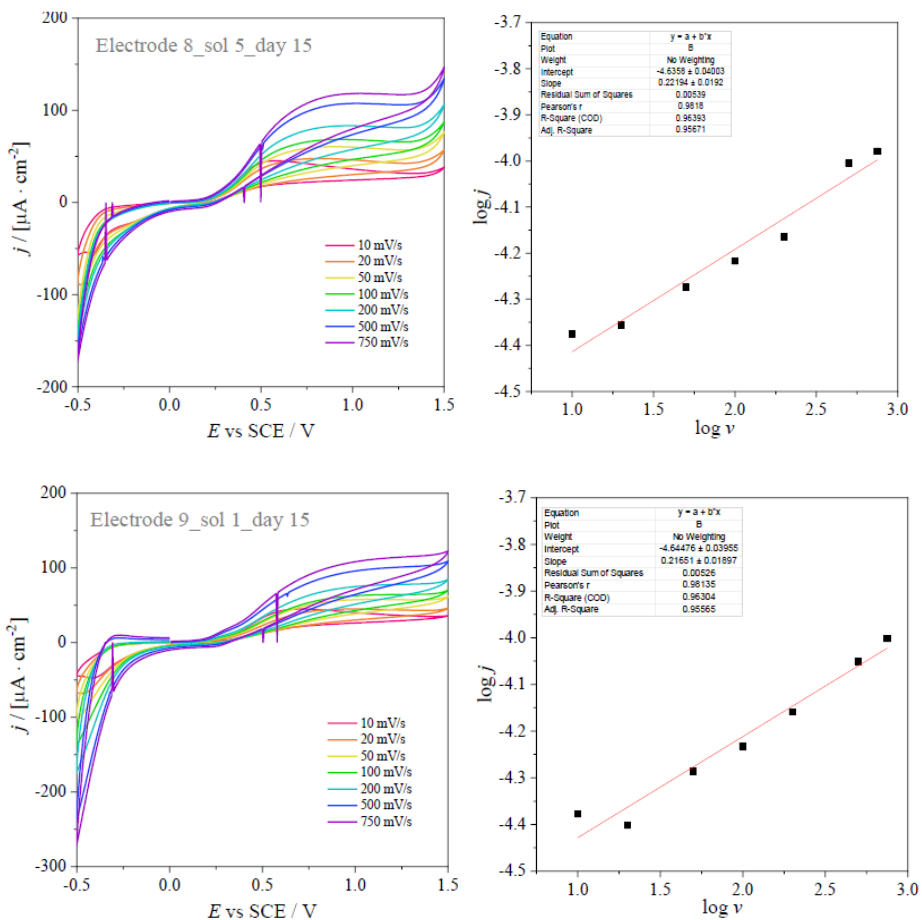 Electrode 8_sol 5_day 15
200
100
0
-100
-200
-0.5 0.0 0.5 1.0 1.5
j / [µA · cm⁻²]
E vs SCE / V
10 mV/s
20 mV/s
50 mV/s
100 mV/s
200 mV/s
500 mV/s
750 mV/s
-3.7
-3.8
-3.9
-4.0
-4.1
-4.2
-4.3
-4.4
-4.5
1.0 1.5 2.0 2.5 3.0
log j
log v
Equation y = a + b*x
Plot B
Weight No Weighting
Intercept -4.6358 ± 0.04003
Slope 0.22194 ± 0.0192
Residual Sum of Squares 0.00539
Pearson's r 0.9818
R-Square (COD) 0.96393
Adj. R-Square 0.95671
Electrode 9_sol 1_day 15
200
100
0
-100
-200
-300
-0.5 0.0 0.5 1.0 1.5
j / [µA · cm⁻²]
E vs SCE / V
10 mV/s
20 mV/s
50 mV/s
100 mV/s
200 mV/s
500 mV/s
750 mV/s
-3.7
-3.8
-3.9
-4.0
-4.1
-4.2
-4.3
-4.4
-4.5
1.0 1.5 2.0 2.5 3.0
log j
log v
Equation y = a + b*x
Plot B
Weight No Weighting
Intercept -4.64476 ± 0.03955
Slope 0.21651 ± 0.01897
Residual Sum of Squares 0.00526
Pearson's r 0.98135
R-Square (COD) 0.96304
Adj. R-Square 0.95565